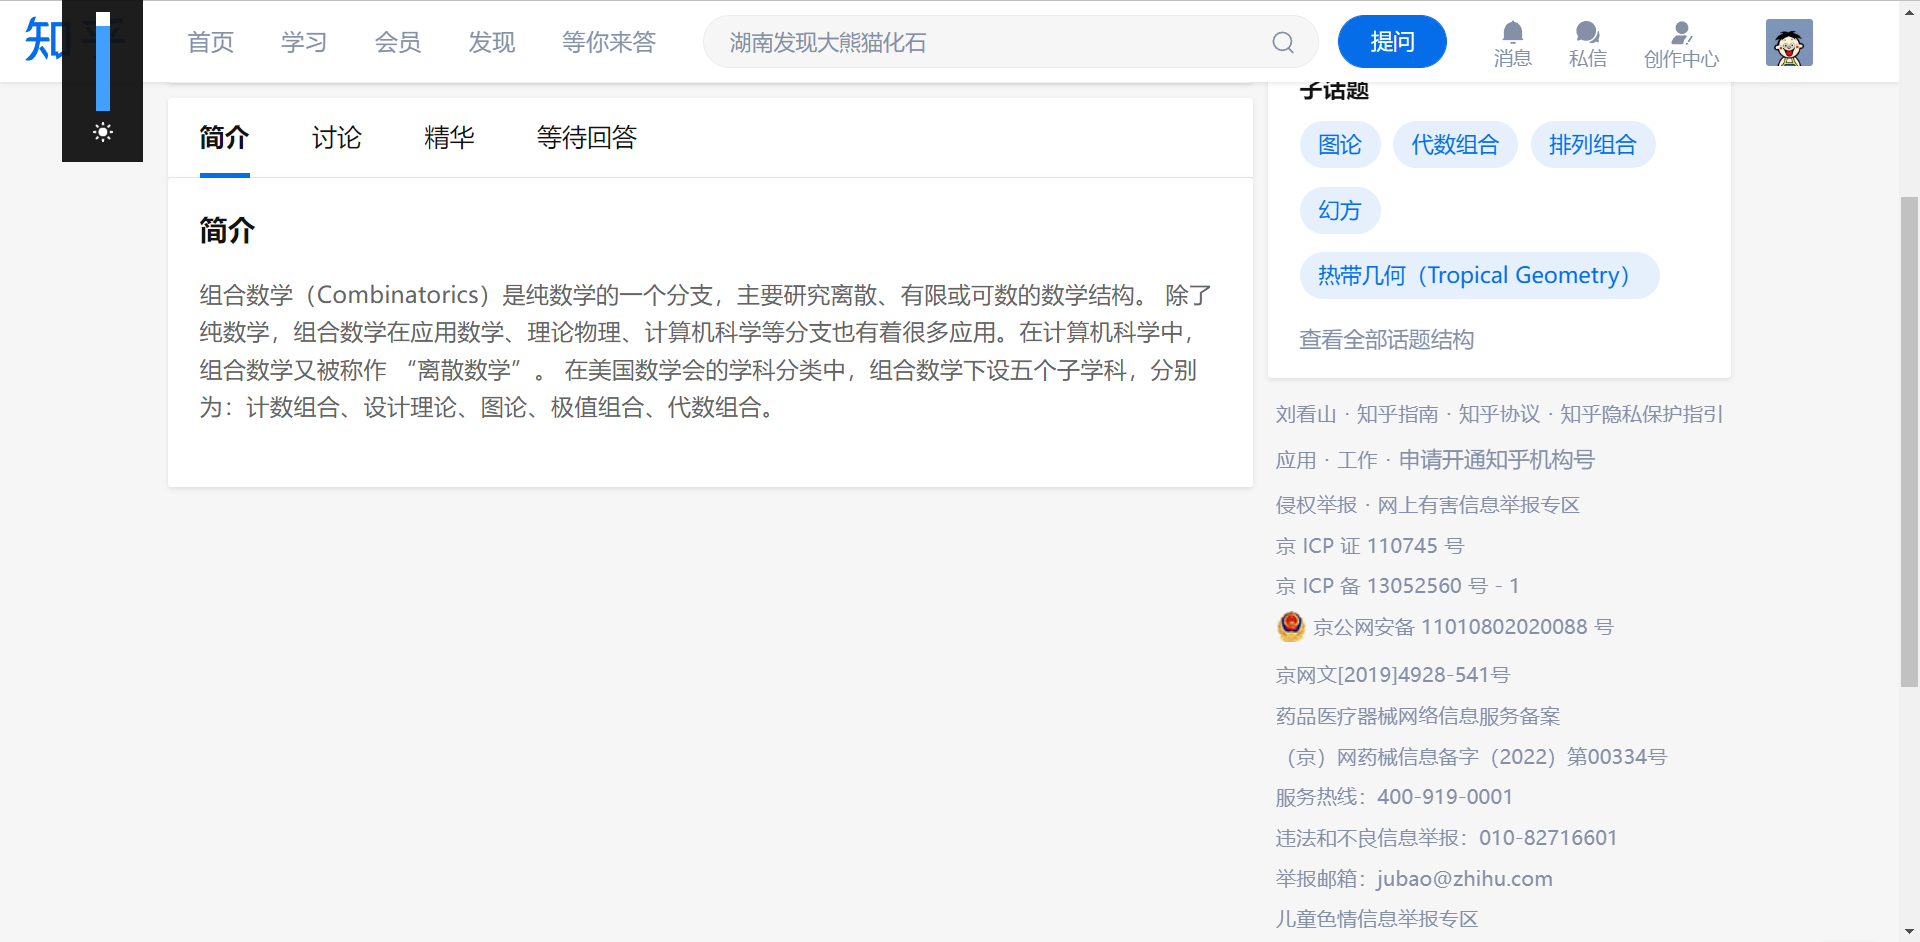 知乎
首页 学习 会员 发现 等你来答 湖南发现大熊猫化石 提问 消息 私信 创作中心
简介 讨论 精华 等待回答
简介
组合数学（Combinatorics）是纯数学的一个分支，主要研究离散、有限或可数的数学结构。 除了
纯数学，组合数学在应用数学、理论物理、计算机科学等分支也有着很多应用。在计算机科学中，
组合数学又被称作 “离散数学”。 在美国数学会的学科分类中，组合数学下设五个子学科，分别
为：计数组合、设计理论、图论、极值组合、代数组合。
子话题
图论 代数组合 排列组合
幻方
热带几何（Tropical Geometry）
查看全部话题结构
刘看山 · 知乎指南 · 知乎协议 · 知乎隐私保护指引
应用 · 工作 · 申请开通知乎机构号
侵权举报 · 网上有害信息举报专区
京 ICP 证 110745 号
京 ICP 备 13052560 号 - 1
京公网安备 11010802020088 号
京网文[2019]4928-541号
药品医疗器械网络信息服务备案
（京）网药械信息备字（2022）第00334号
服务热线：400-919-0001
违法和不良信息举报：010-82716601
举报邮箱：jubao@zhihu.com
儿童色情信息举报专区